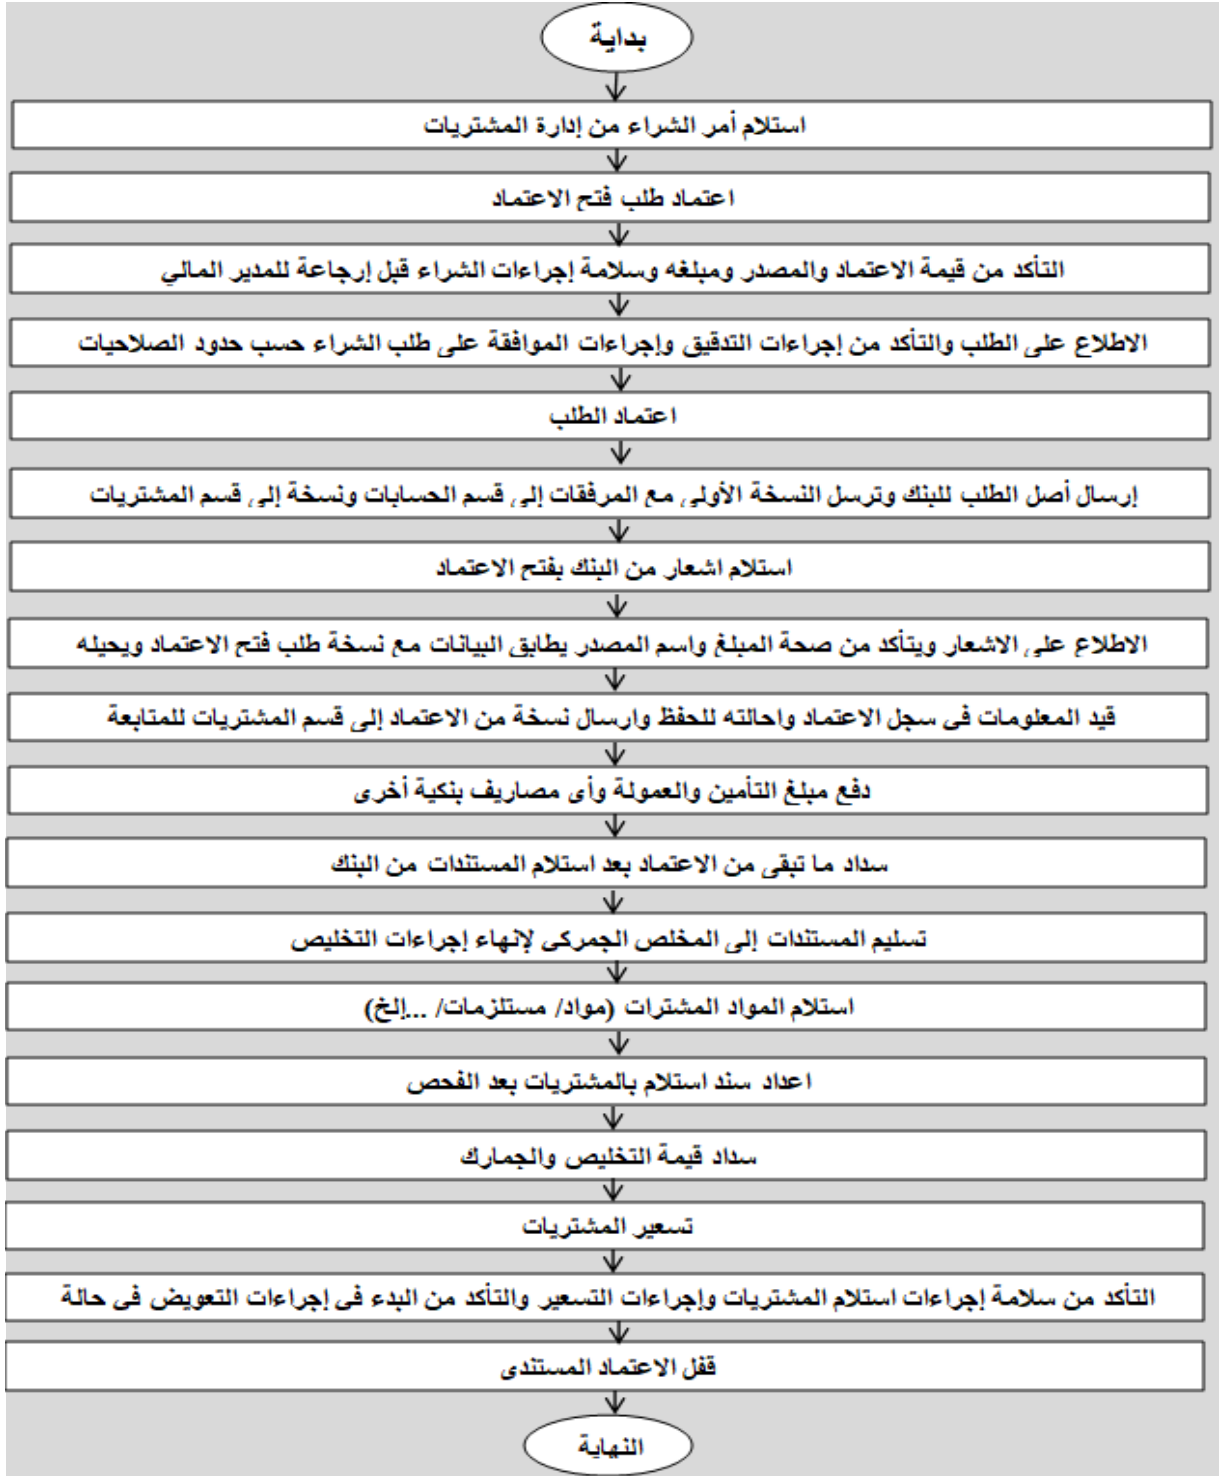 بداية
استلام أمر الشراء من إدارة المشتريات
اعتماد طلب فتح الاعتماد
التأكد من قيمة الاعتماد والمصدر ومبلغه وسلامة إجراءات الشراء قبل إرجاعة للمدير المالي
الاطلاع على الطلب والتأكد من إجراءات التدقيق وإجراءات الموافقة على طلب الشراء حسب حدود الصلاحيات
اعتماد الطلب
إرسال أصل الطلب للبنك وترسل النسخة الأولى مع المرفقات إلى قسم الحسابات ونسخة إلى قسم المشتريات
استلام اشعار من البنك بفتح الاعتماد
الاطلاع على الاشعار ويتأكد من صحة المبلغ واسم المصدر يطابق البيانات مع نسخة طلب فتح الاعتماد ويحيله
قيد المعلومات فى سجل الاعتماد واحالته للحفظ وارسال نسخة من الاعتماد إلى قسم المشتريات للمتابعة
دفع مبلغ التأمين والعمولة وأى مصاريف بنكية أخرى
سداد ما تبقى من الاعتماد بعد استلام المستندات من البنك
تسليم المستندات إلى المخلص الجمركى لإنهاء إجراءات التخليص
استلام المواد المشترات (مواد/ مستلزمات/ ...إلخ)
اعداد سند استلام بالمشتريات بعد الفحص
سداد قيمة التخليص والجمارك
تسعير المشتريات
التأكد من سلامة إجراءات استلام المشتريات وإجراءات التسعير والتأكد من البدء فى إجراءات التعويض فى حالة
قفل الاعتماد المستندى
النهاية